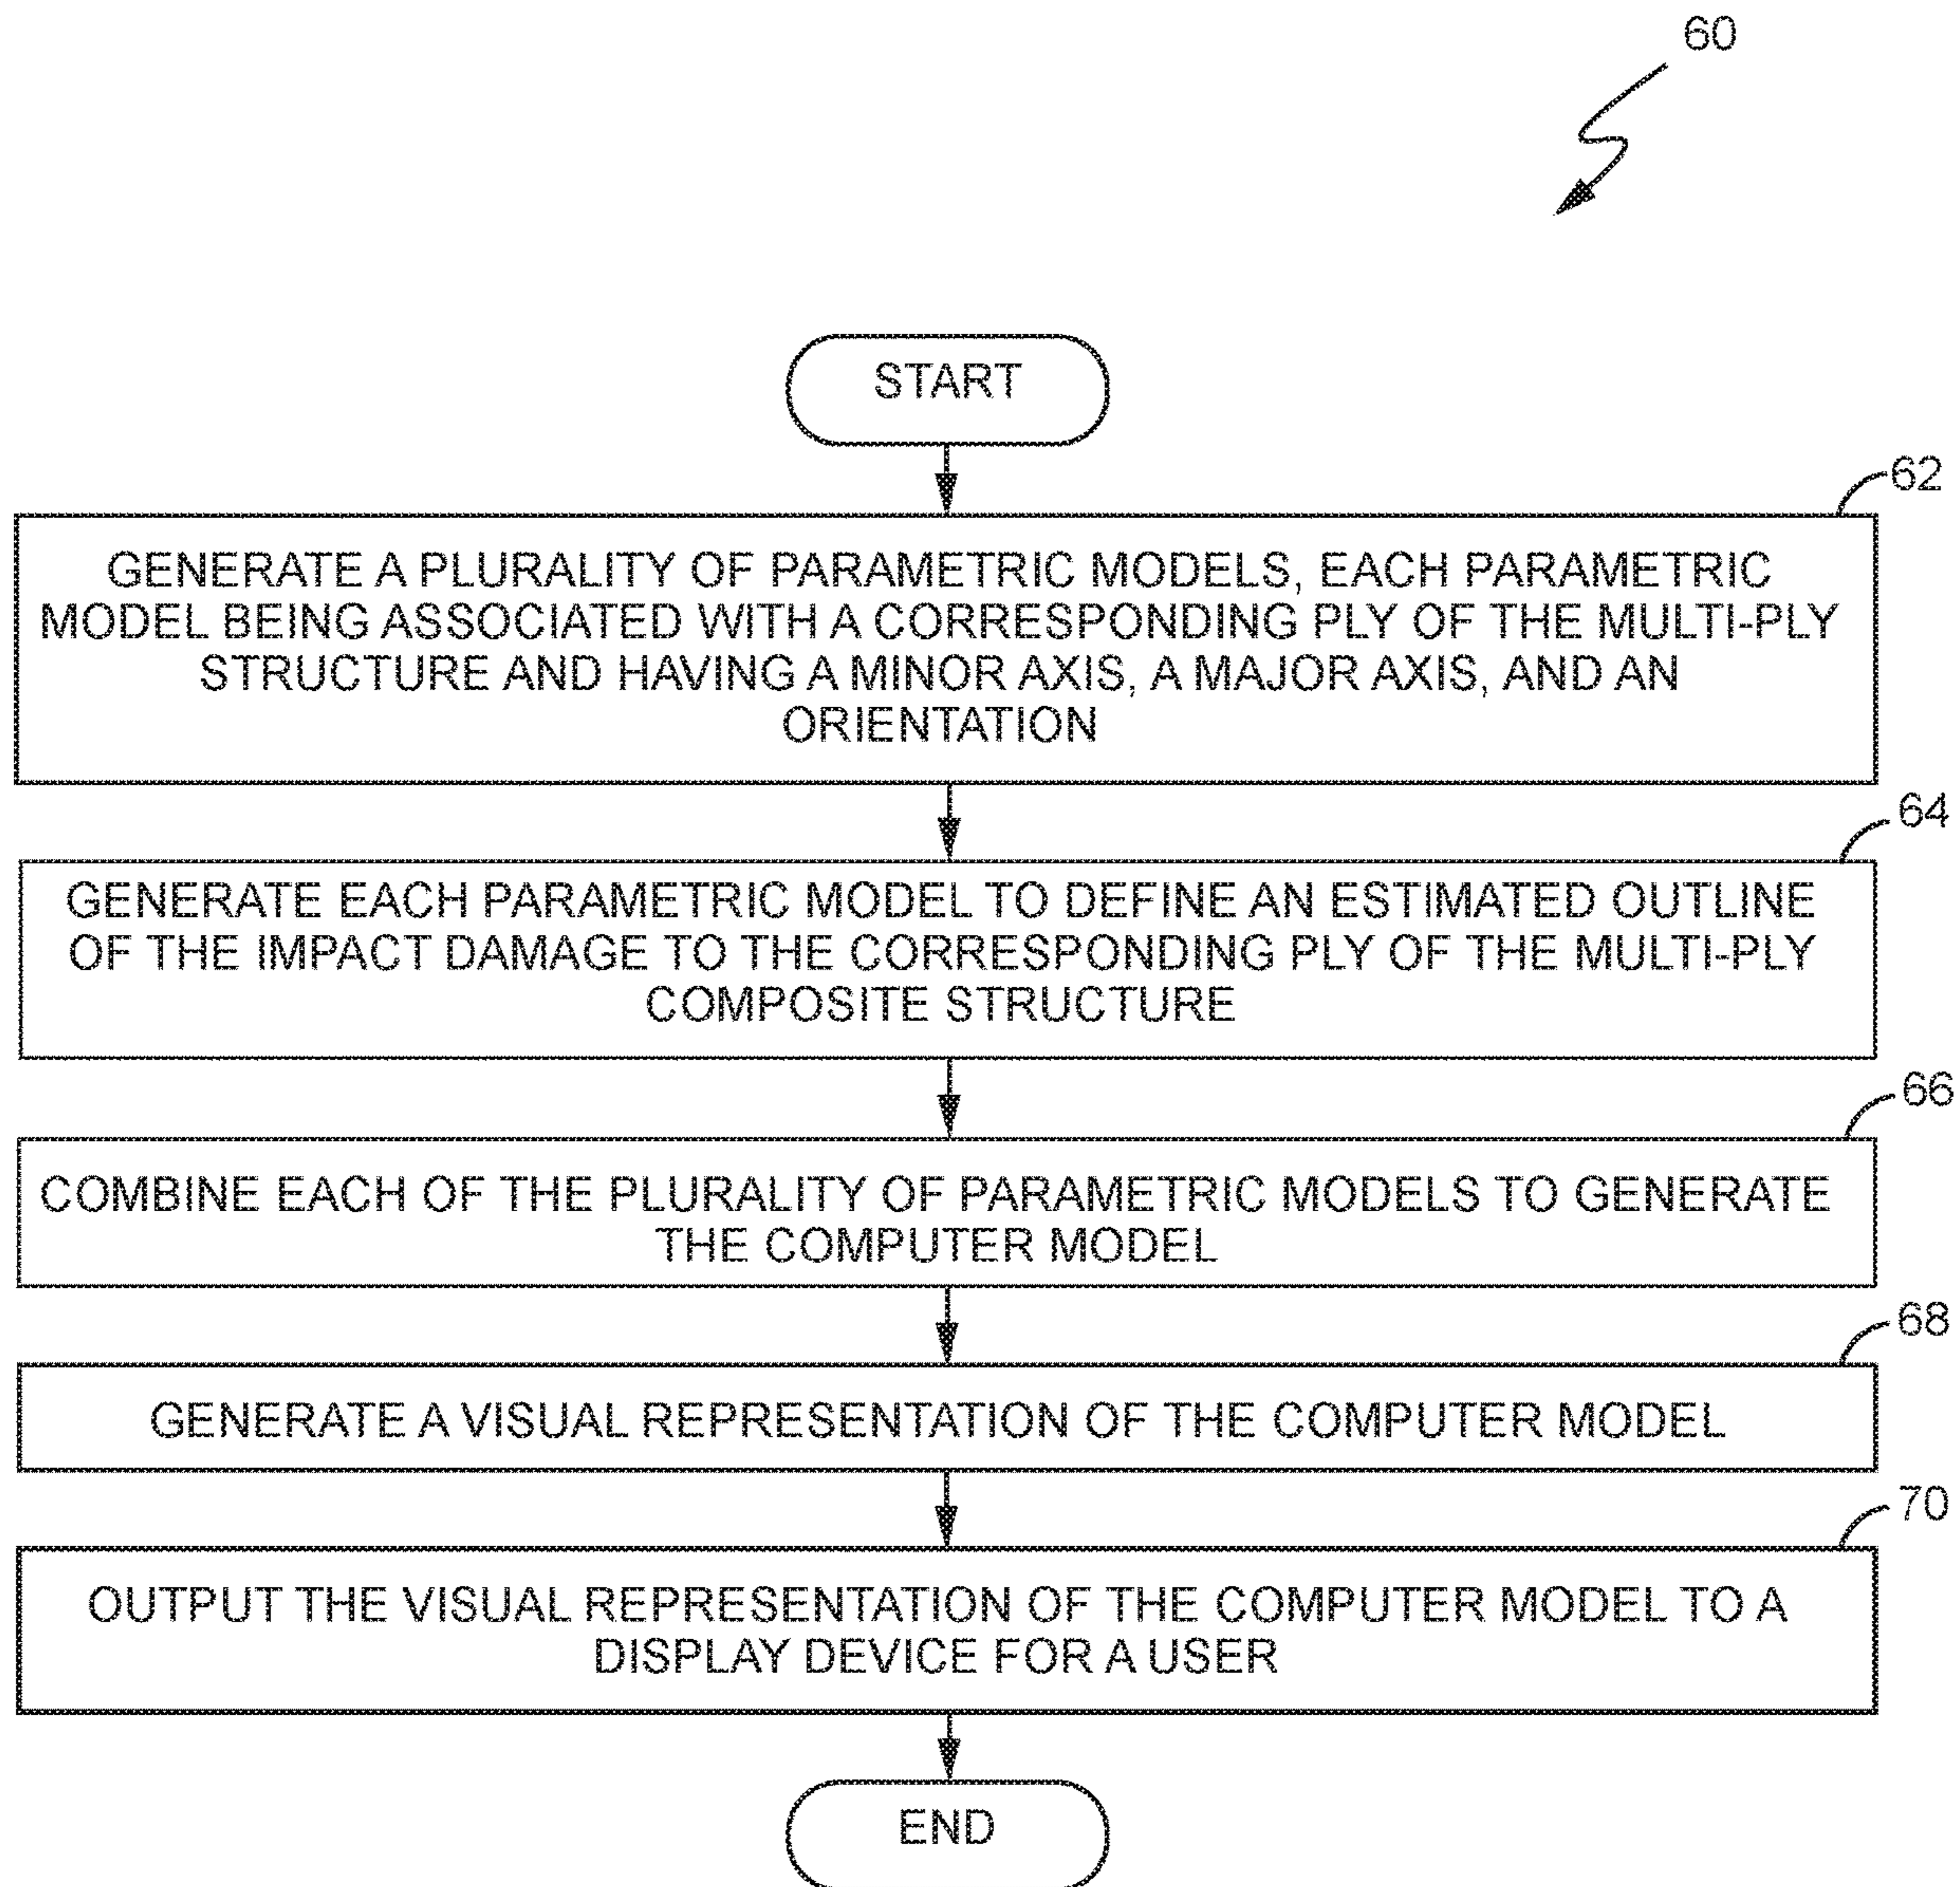 60
START
62
GENERATE A PLURALITY OF PARAMETRIC MODELS, EACH PARAMETRIC
MODEL BEING ASSOCIATED WITH A CORRESPONDING PLY OF THE MULTI-PLY
STRUCTURE AND HAVING A MINOR AXIS, A MAJOR AXIS, AND AN
ORIENTATION
64
GENERATE EACH PARAMETRIC MODEL TO DEFINE AN ESTIMATED OUTLINE
OF THE IMPACT DAMAGE TO THE CORRESPONDING PLY OF THE MULTI-PLY
COMPOSITE STRUCTURE
66
COMBINE EACH OF THE PLURALITY OF PARAMETRIC MODELS TO GENERATE
THE COMPUTER MODEL
68
GENERATE A VISUAL REPRESENTATION OF THE COMPUTER MODEL
70
OUTPUT THE VISUAL REPRESENTATION OF THE COMPUTER MODEL TO A
DISPLAY DEVICE FOR A USER
END